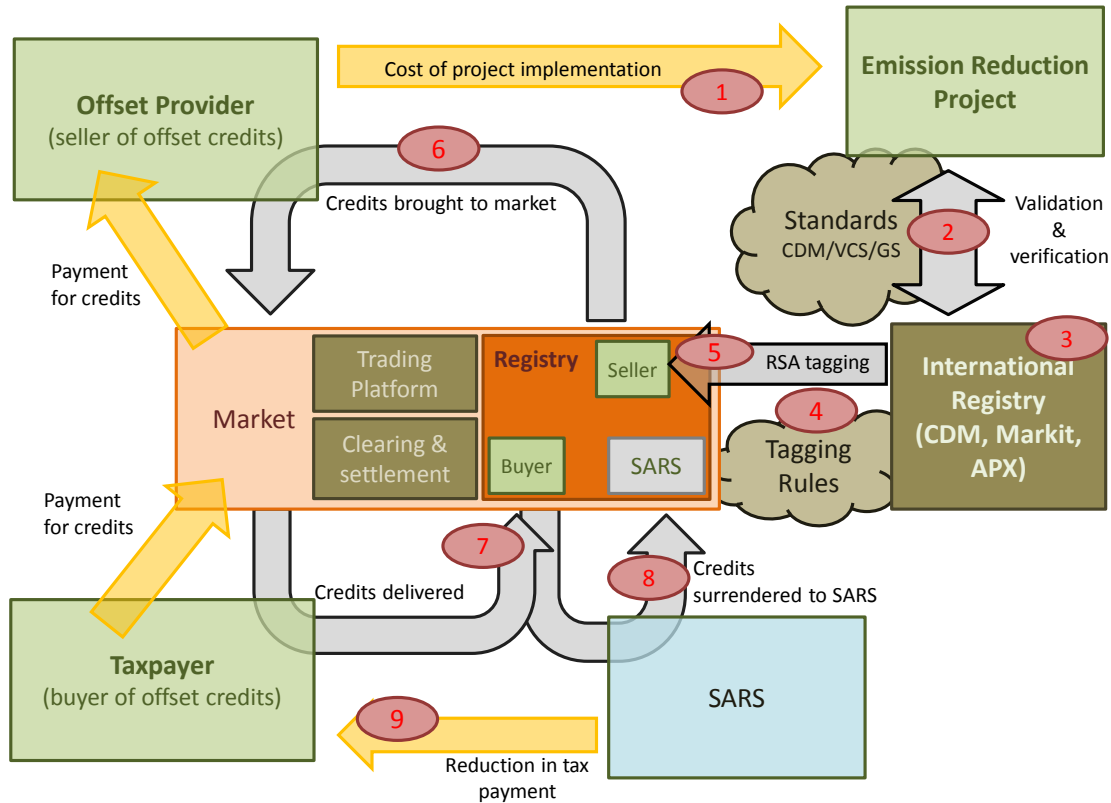 Offset Provider
(seller of offset credits)
Cost of project implementation
1
Emission Reduction
Project
6
Credits brought to market
Standards
CDM/VCS/GS
2
Validation
&
verification
Payment
for credits
Market
Trading
Platform
Clearing &
settlement
Registry
Seller
Buyer
SARS
5
RSA tagging
3
International
Registry
(CDM, Markit,
APX)
4
Tagging
Rules
Payment
for credits
7
Credits delivered
8
Credits
surrendered to SARS
Taxpayer
(buyer of offset credits)
SARS
9
Reduction in tax
payment